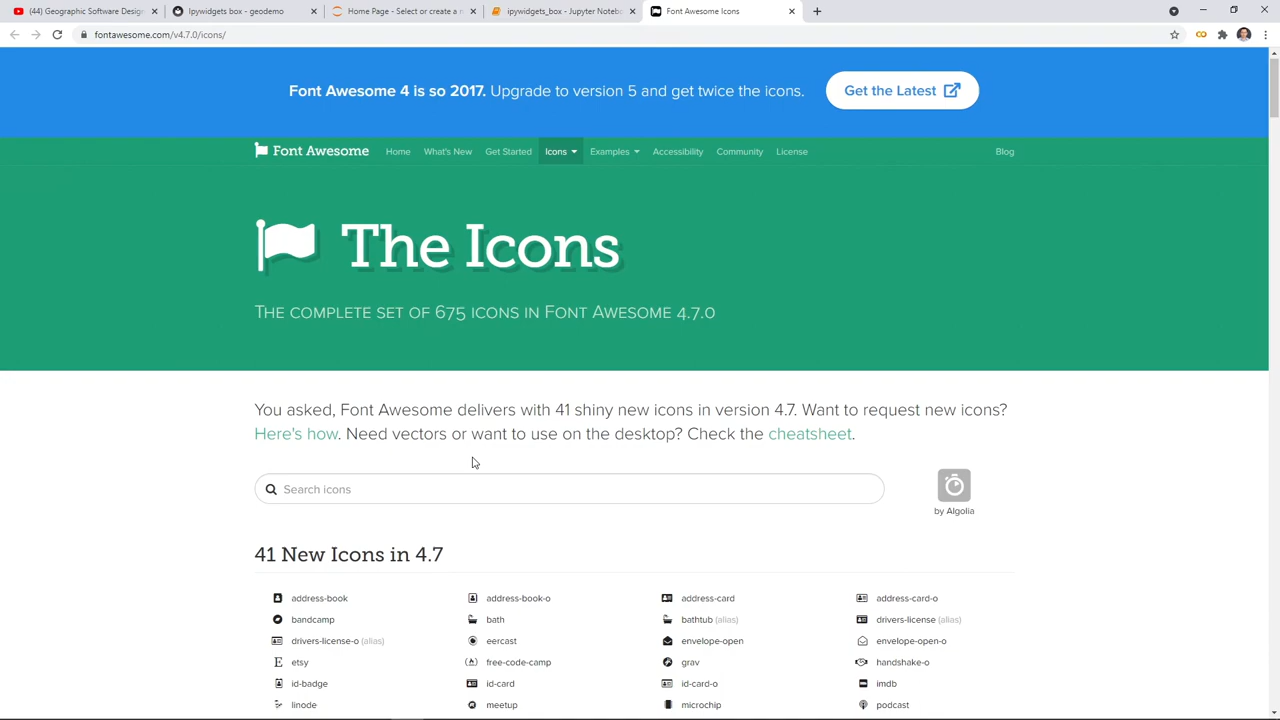 (44) Geographic Software Design
Ipywidgets box - geodemo
Home Page - Select or create a n
ipywidgets_box - Jupyter Notebo
Font Awesome Icons
fontawesome.com/v4.7.0/icons/
Font Awesome 4 is so 2017. Upgrade to version 5 and get twice the icons.
Get the Latest
Font Awesome Home What's New Get Started Icons Examples Accessibility Community License Blog
The Icons
The complete set of 675 icons in Font Awesome 4.7.0
You asked, Font Awesome delivers with 41 shiny new icons in version 4.7. Want to request new icons?
Here's how. Need vectors or want to use on the desktop? Check the cheatsheet.
Search icons
by Algolia
41 New Icons in 4.7
address-book address-book-o address-card address-card-o
bandcamp bath bathtub (alias) drivers-license (alias)
drivers-license-o (alias) eercast envelope-open envelope-open-o
etsy free-code-camp grav handshake-o
id-badge id-card id-card-o imdb
linode meetup microchip podcast